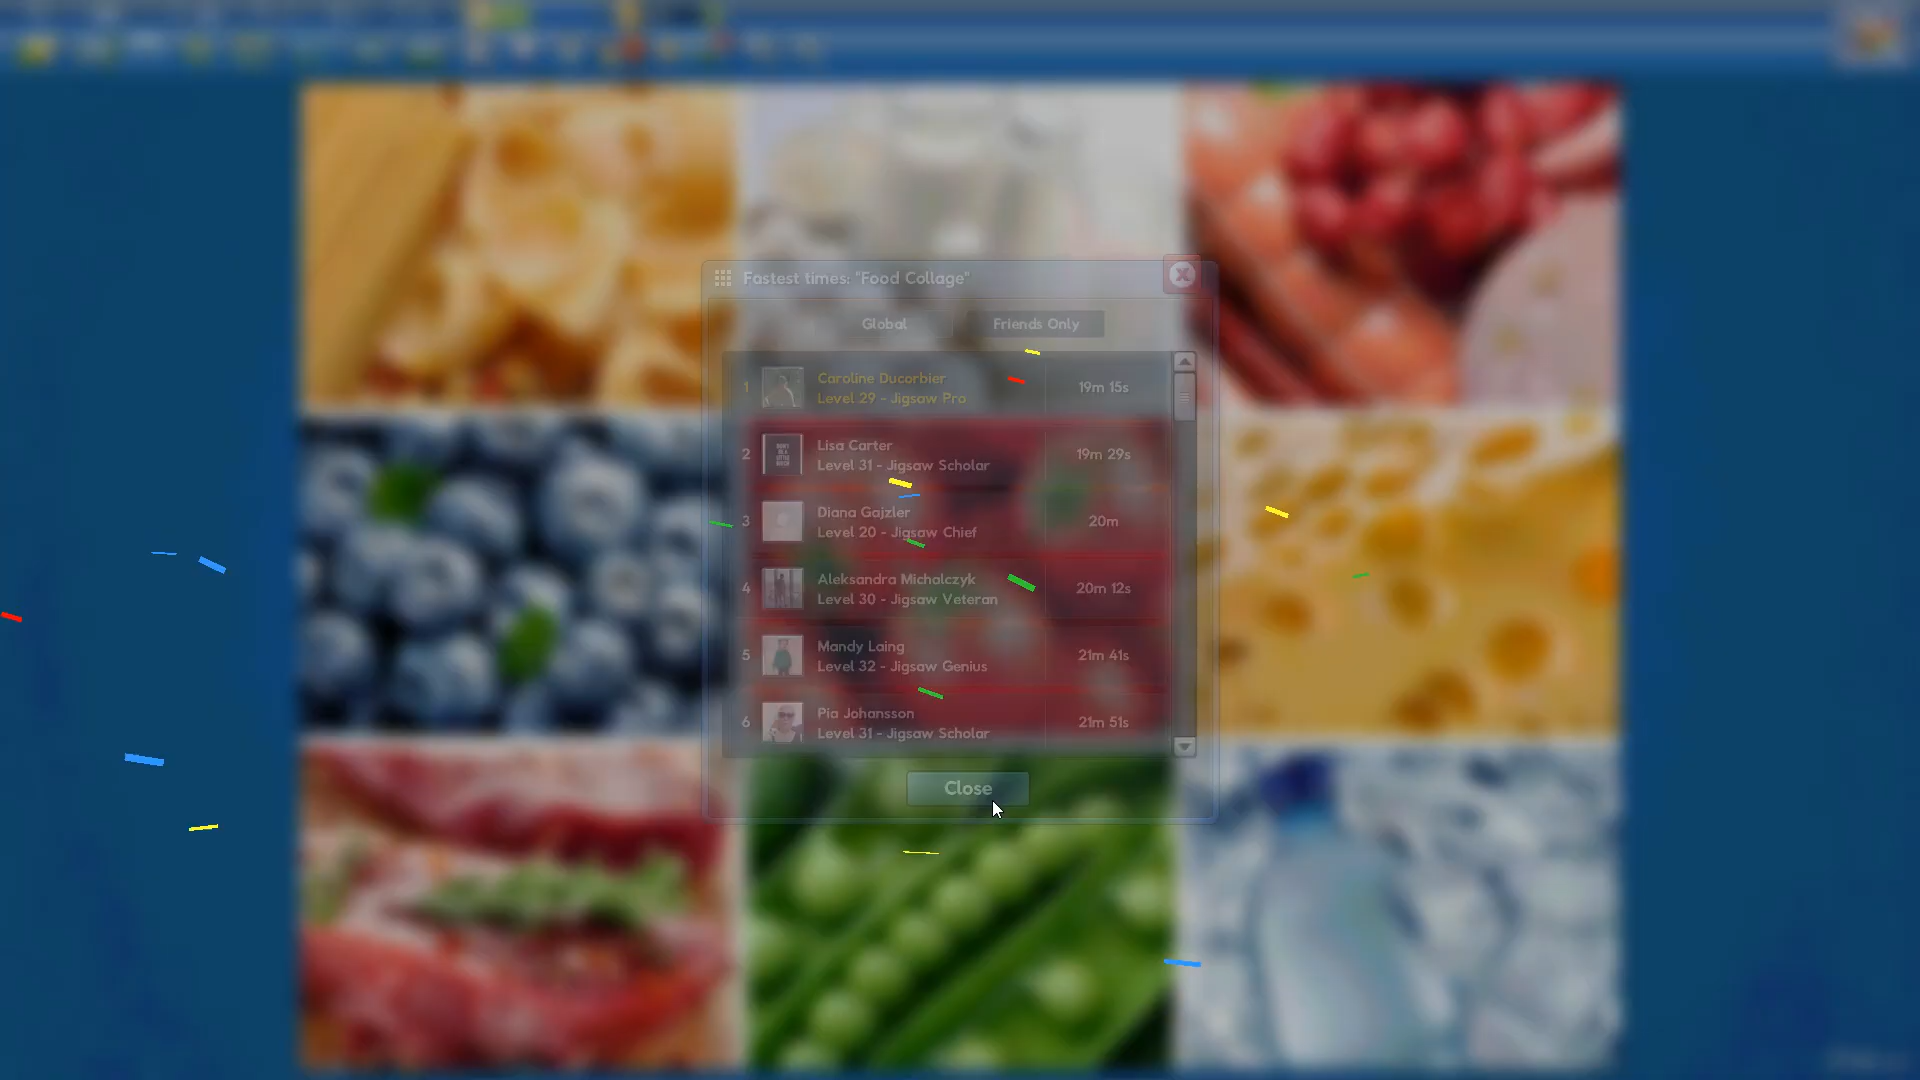 Fastest times: "Food Collage"
Global
Friends Only
1
Caroline Ducorbier
Level 29 - Jigsaw Pro
19m 15s
2
Lisa Carter
Level 31 - Jigsaw Scholar
19m 29s
3
Diana Gajzler
Level 20 - Jigsaw Chief
20m
4
Aleksandra Michalczyk
Level 30 - Jigsaw Veteran
20m 12s
5
Mandy Laing
Level 32 - Jigsaw Genius
21m 41s
6
Pia Johansson
Level 31 - Jigsaw Scholar
21m 51s
Close